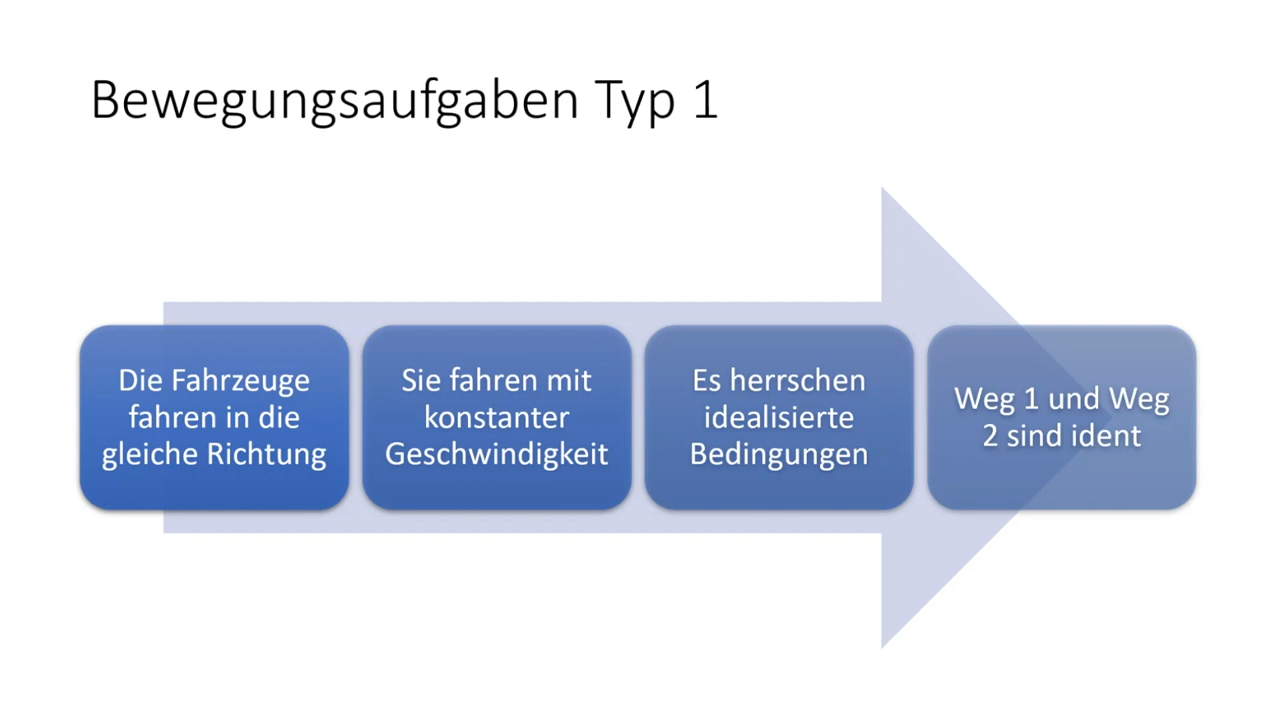 Bewegungsaufgaben Typ 1
Die Fahrzeuge
fahren in die
gleiche Richtung
Sie fahren mit
konstanter
Geschwindigkeit
Es herrschen
idealisierte
Bedingungen
Weg 1 und Weg
2 sind ident